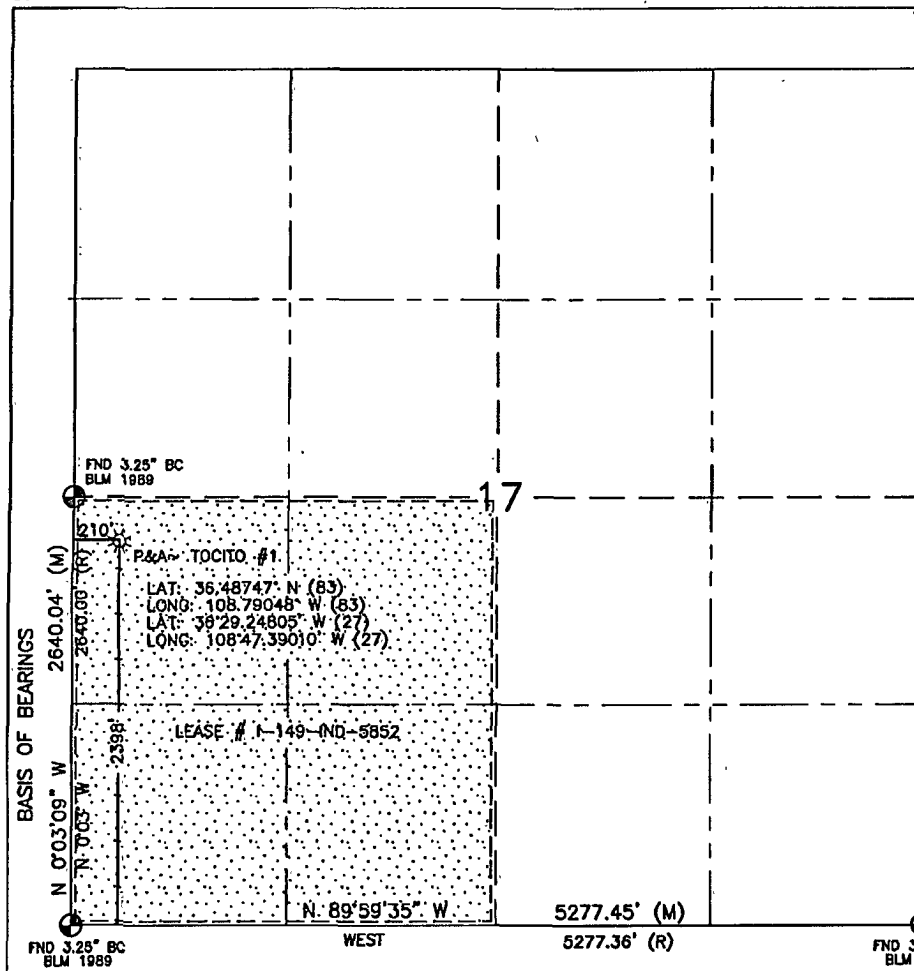 FND 3.25" BC
BLM 1989
17
210'
P&A~ TOCITO #1
LAT: 36.48747° N (83)
LONG: 108.79048° W (83)
LAT: 36°29.24805' W (27)
LONG: 108°47.39010' W (27)
BASIS OF BEARINGS
N 0°03'09" W 2640.04' (M)
N 0°03' W 2640.00' (R)
2398'
LEASE # I-149-IND-5852
N 89°59'35" W 5277.45' (M)
WEST 5277.36' (R)
FND 3.25" BC
BLM 1989
FND 3
BLM